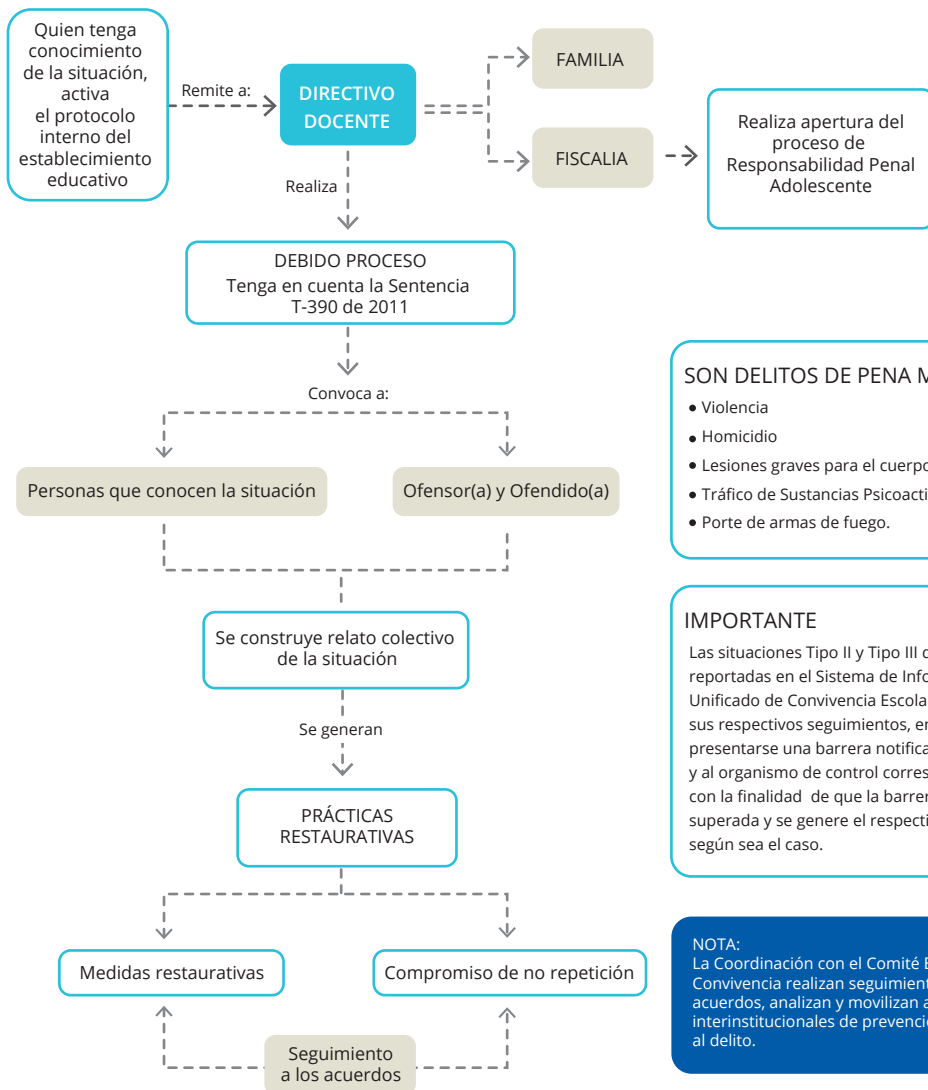 Quien tenga
conocimiento
de la situación,
activa
el protocolo
interno del
establecimiento
educativo
Remite a:
DIRECTIVO
DOCENTE
FAMILIA
FISCALIA
Realiza apertura del
proceso de
Responsabilidad Penal
Adolescente
Realiza
DEBIDO PROCESO
Tenga en cuenta la Sentencia
T-390 de 2011
Convoca a:
Personas que conocen la situación
Ofensor(a) y Ofendido(a)
Se construye relato colectivo
de la situación
Se generan
PRÁCTICAS
RESTAURATIVAS
Medidas restaurativas
Compromiso de no repetición
Seguimiento
a los acuerdos
SON DELITOS DE PENA
• Violencia
• Homicidio
• Lesiones graves para el cuerpo
• Tráfico de Sustancias
• Porte de armas de fuego.
IMPORTANTE
Las situaciones Tipo II y Tipo III
reportadas en el Sistema de
Unificado de Convivencia
sus respectivos seguimientos,
presentarse una barrera
y al organismo de control
con la finalidad de que la
superada y se genere el
según sea el caso.
NOTA:
La Coordinación con el Comité
Convivencia realizan
acuerdos, analizan y movilizan
interinstitucionales de
al delito.